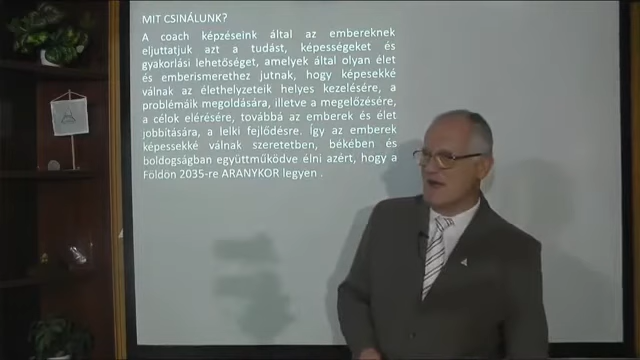 MIT CSINÁLUNK?
A coach képzéseink által az embereknek
eljuttatjuk azt a tudást, képességeket és
gyakorlási lehetőséget, amelyek által olyan élet
és emberismerethez jutnak, hogy képesekké
válnak az élethelyzeteik helyes kezelésére, a
problémáik megoldására, illetve a megelőzésére,
a célok elérésére, továbbá az emberek és élet
jobbítására, a lelki fejlődésre. Így az emberek
képessekké válnak szeretetben, békében és
boldogságban együttműködve élni azért, hogy a
Földön 2035-re ARANYKOR legyen .